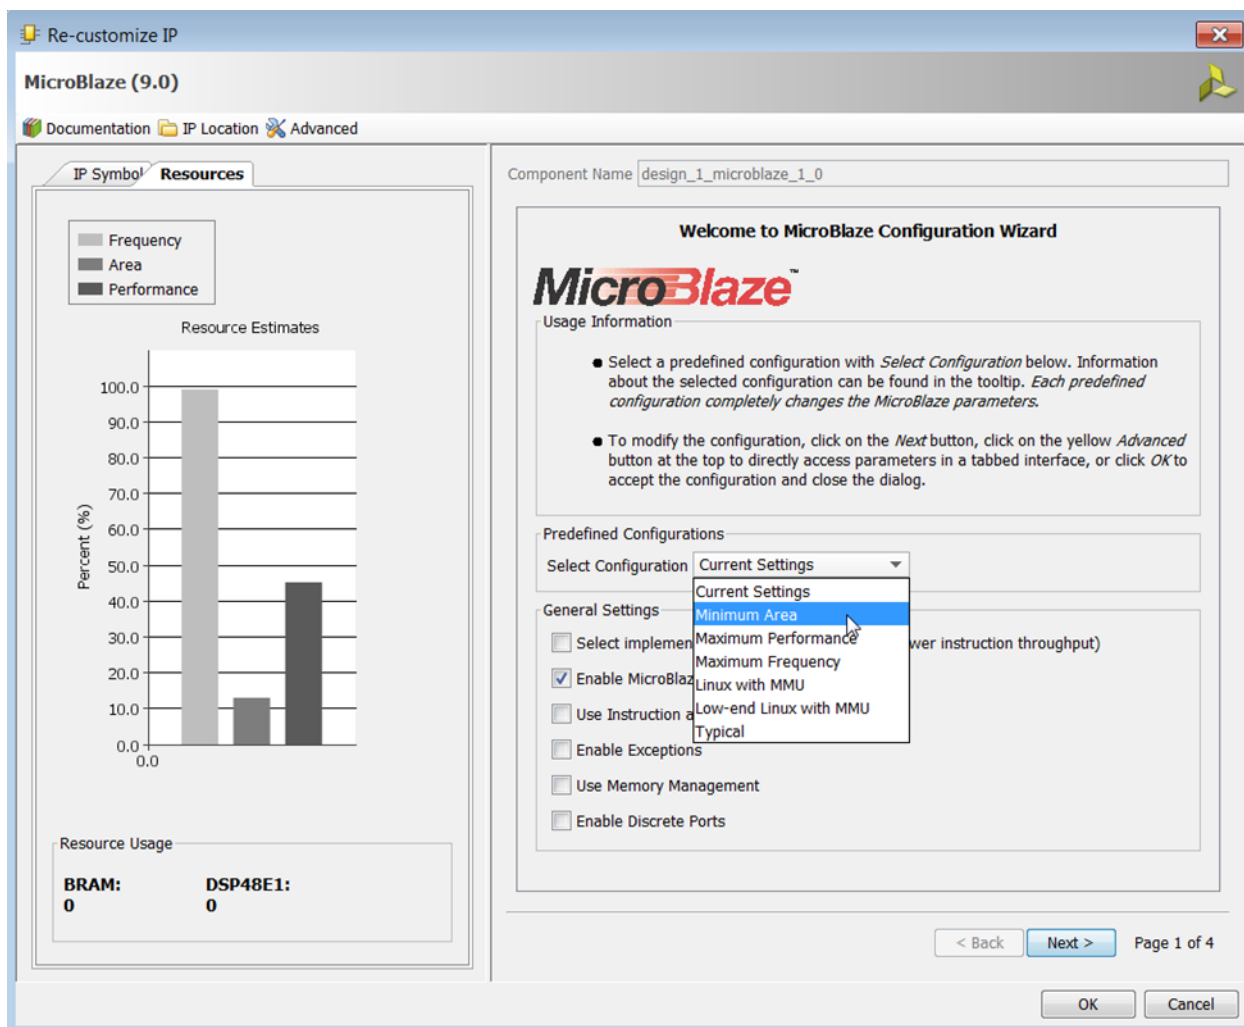 Re-customize IP
MicroBlaze (9.0)
Documentation IP Location Advanced
IP Symbol Resources
Frequency
Area
Performance
Resource Estimates
100.0
90.0
80.0
70.0
60.0
50.0
40.0
30.0
20.0
10.0
0.0
0.0
Percent (%)
Resource Usage
BRAM: DSP48E1:
0 0
Component Name design_1_microblaze_1_0
Welcome to MicroBlaze Configuration Wizard
MicroBlaze™
Usage Information
Select a predefined configuration with Select Configuration below. Information
about the selected configuration can be found in the tooltip. Each predefined
configuration completely changes the MicroBlaze parameters.
To modify the configuration, click on the Next button, click on the yellow Advanced
button at the top to directly access parameters in a tabbed interface, or click OK to
accept the configuration and close the dialog.
Predefined Configurations
Select Configuration Current Settings
Current Settings
Minimum Area
Maximum Performance
Maximum Frequency
Linux with MMU
Low-end Linux with MMU
Typical
General Settings
Select implemen wer instruction throughput)
Enable MicroBlaz
Use Instruction a
Enable Exceptions
Use Memory Management
Enable Discrete Ports
< Back Next > Page 1 of 4
OK Cancel